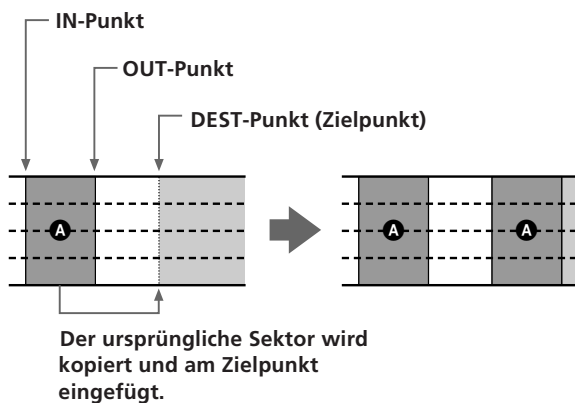 IN-Punkt
OUT-Punkt
DEST-Punkt (Zielpunkt)
A
A
A
Der ursprüngliche Sektor wird
kopiert und am Zielpunkt
eingefügt.